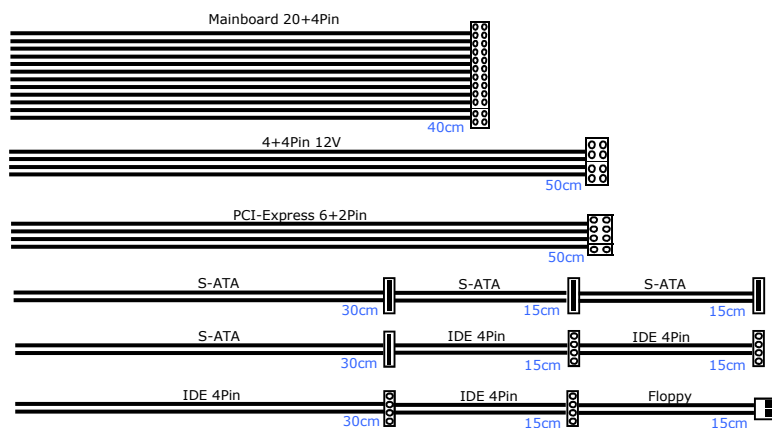 Mainboard 20+4Pin
40cm
4+4Pin 12V
50cm
PCI-Express 6+2Pin
50cm
S-ATA S-ATA S-ATA
30cm 15cm 15cm
S-ATA IDE 4Pin IDE 4Pin
30cm 15cm 15cm
IDE 4Pin IDE 4Pin Floppy
30cm 15cm 15cm